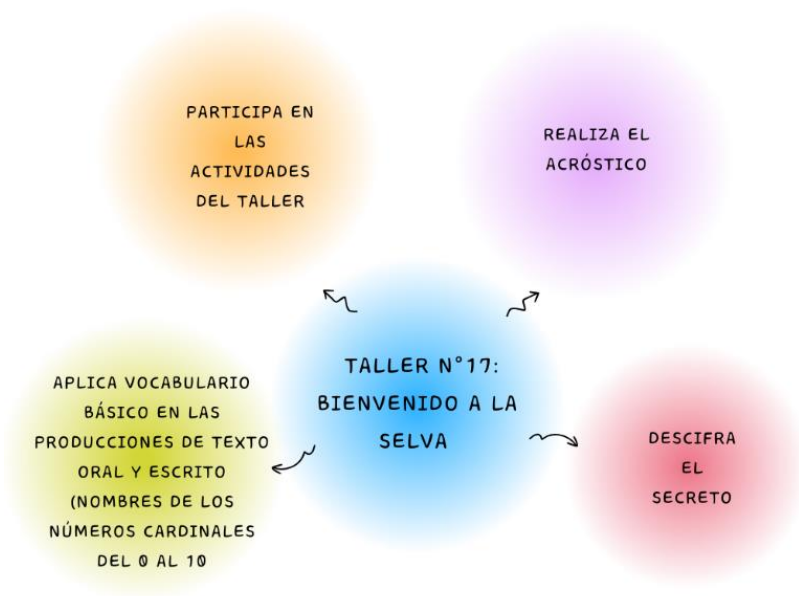 PARTICIPA EN
LAS
ACTIVIDADES
DEL TALLER
REALIZA EL
ACRÓSTICO
TALLER N°17:
BIENVENIDO A LA
SELVA
APLICA VOCABULARIO
BÁSICO EN LAS
PRODUCCIONES DE TEXTO
ORAL Y ESCRITO
(NOMBRES DE LOS
NÚMEROS CARDINALES
DEL 0 AL 10
DESCIFRA
EL
SECRETO